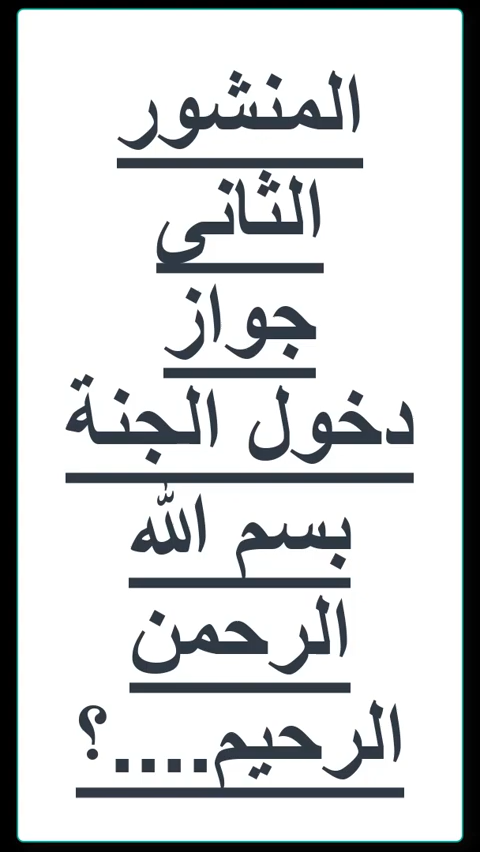 المنشور
الثاني
جواز
دخول الجنة
بسم الله
الرحمن
الرحيم....؟